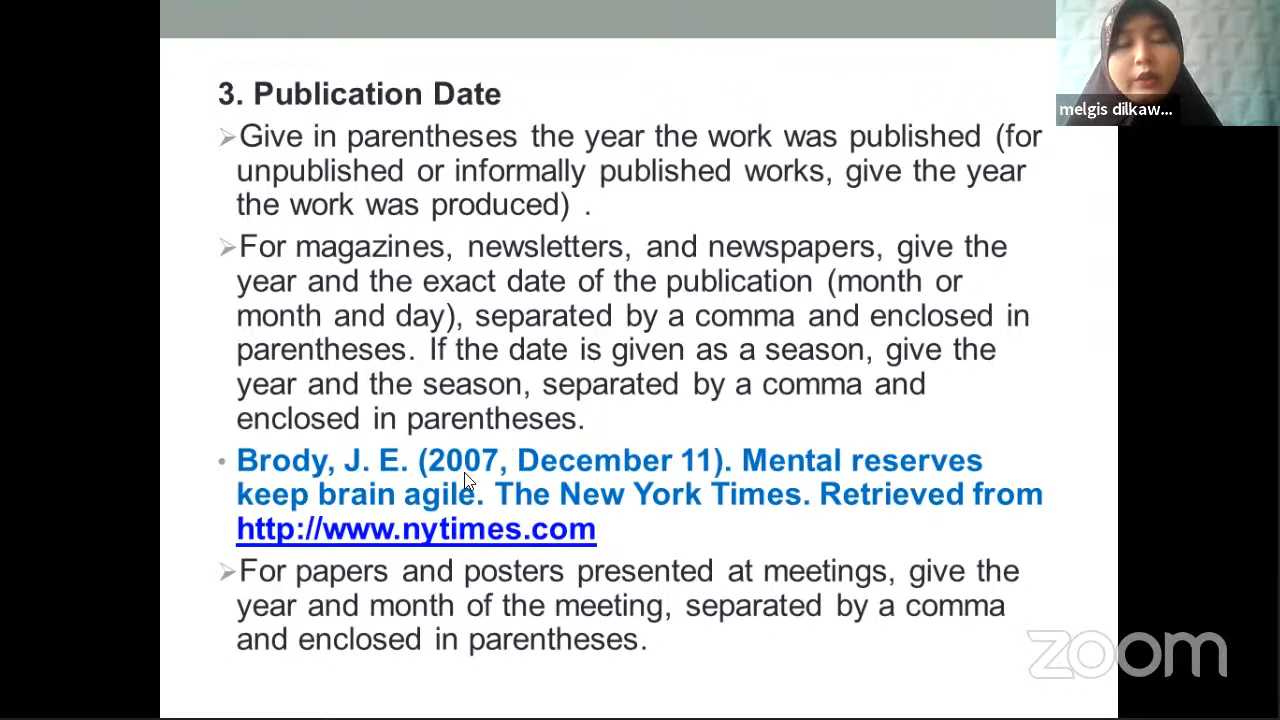 3. Publication Date
➢Give in parentheses the year the work was published (for
unpublished or informally published works, give the year
the work was produced) .
➢For magazines, newsletters, and newspapers, give the
year and the exact date of the publication (month or
month and day), separated by a comma and enclosed in
parentheses. If the date is given as a season, give the
year and the season, separated by a comma and
enclosed in parentheses.
• Brody, J. E. (2007, December 11). Mental reserves
keep brain agile. The New York Times. Retrieved from
http://www.nytimes.com
➢For papers and posters presented at meetings, give the
year and month of the meeting, separated by a comma
and enclosed in parentheses.
melgis dilkaw...
zoom